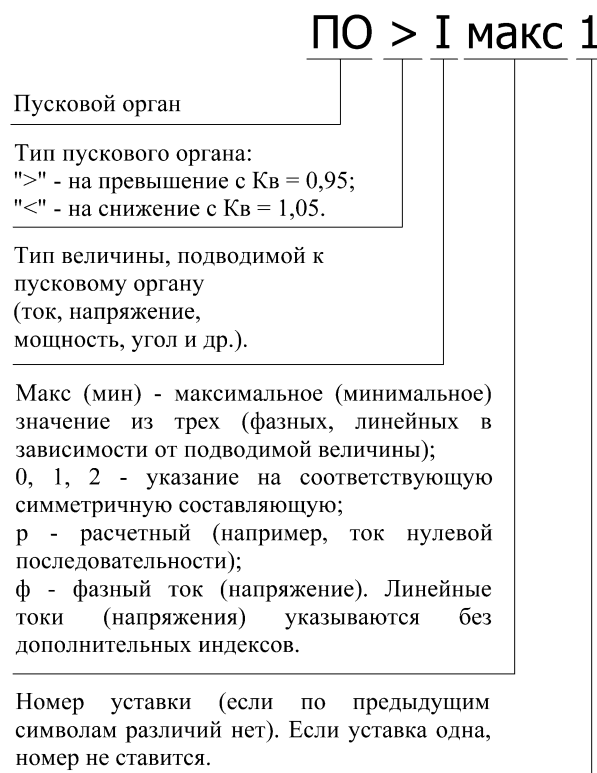 ПО > I макс 1
Пусковой орган
Тип пускового органа:
">" - на превышение с Кв = 0,95;
"<" - на снижение с Кв = 1,05.
Тип величины, подводимой к
пусковому органу
(ток, напряжение,
мощность, угол и др.).
Макс (мин) - максимальное (минимальное)
значение из трех (фазных, линейных в
зависимости от подводимой величины);
0, 1, 2 - указание на соответствующую
симметричную составляющую;
р - расчетный (например, ток нулевой
последовательности);
ф - фазный ток (напряжение). Линейные
токи (напряжения) указываются без
дополнительных индексов.
Номер уставки (если по предыдущим
символам различий нет). Если уставка одна,
номер не ставится.